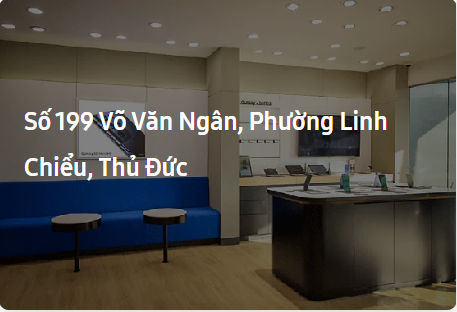 Số 199 Võ Văn Ngân, Phường Linh
Chiểu, Thủ Đức